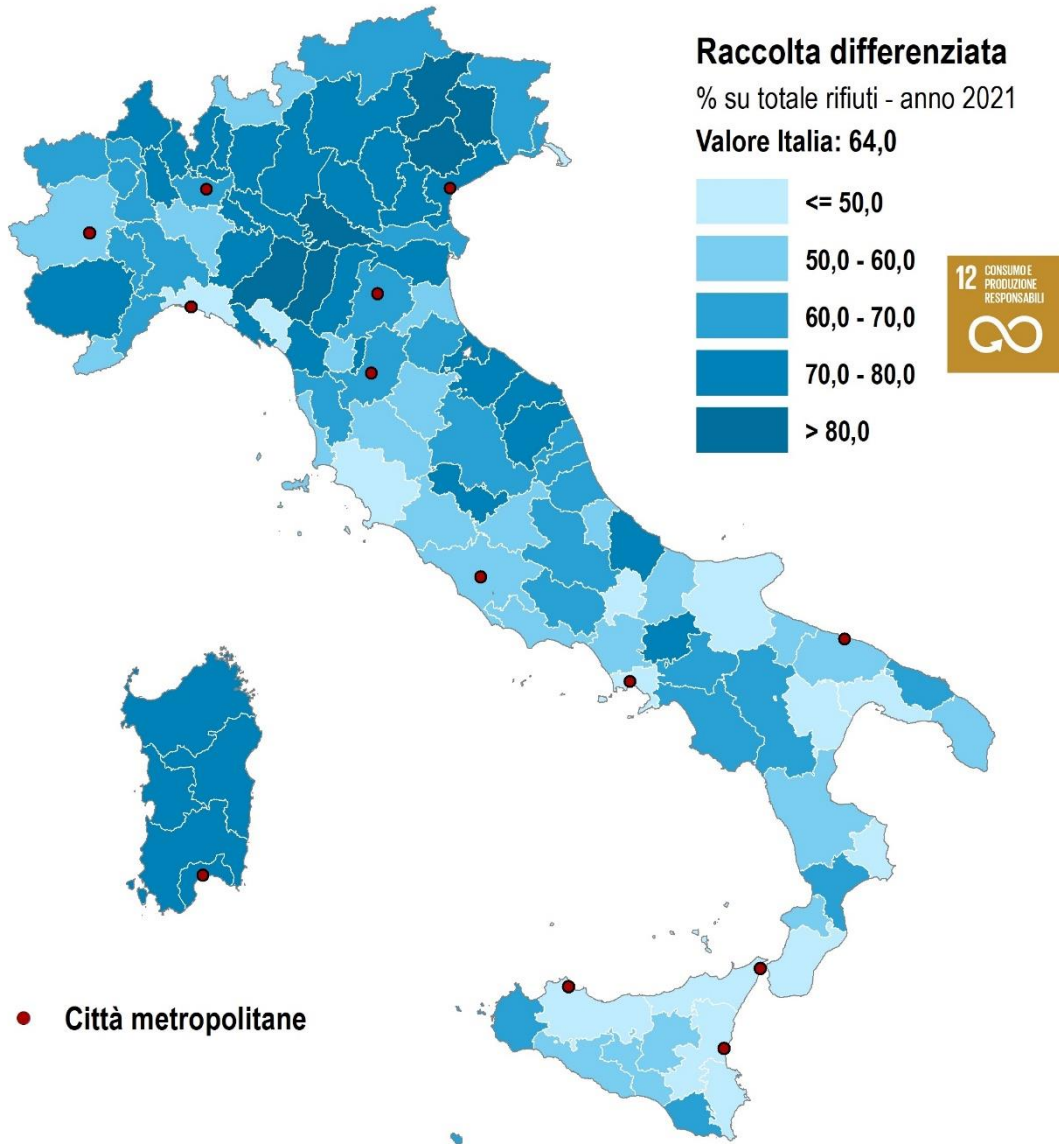 Raccolta differenziata
% su totale rifiuti - anno 2021
Valore Italia: 64,0
<= 50,0
50,0 - 60,0
60,0 - 70,0
70,0 - 80,0
> 80,0
12 CONSUMO E
PRODUZIONE
RESPONSABILI
Città metropolitane